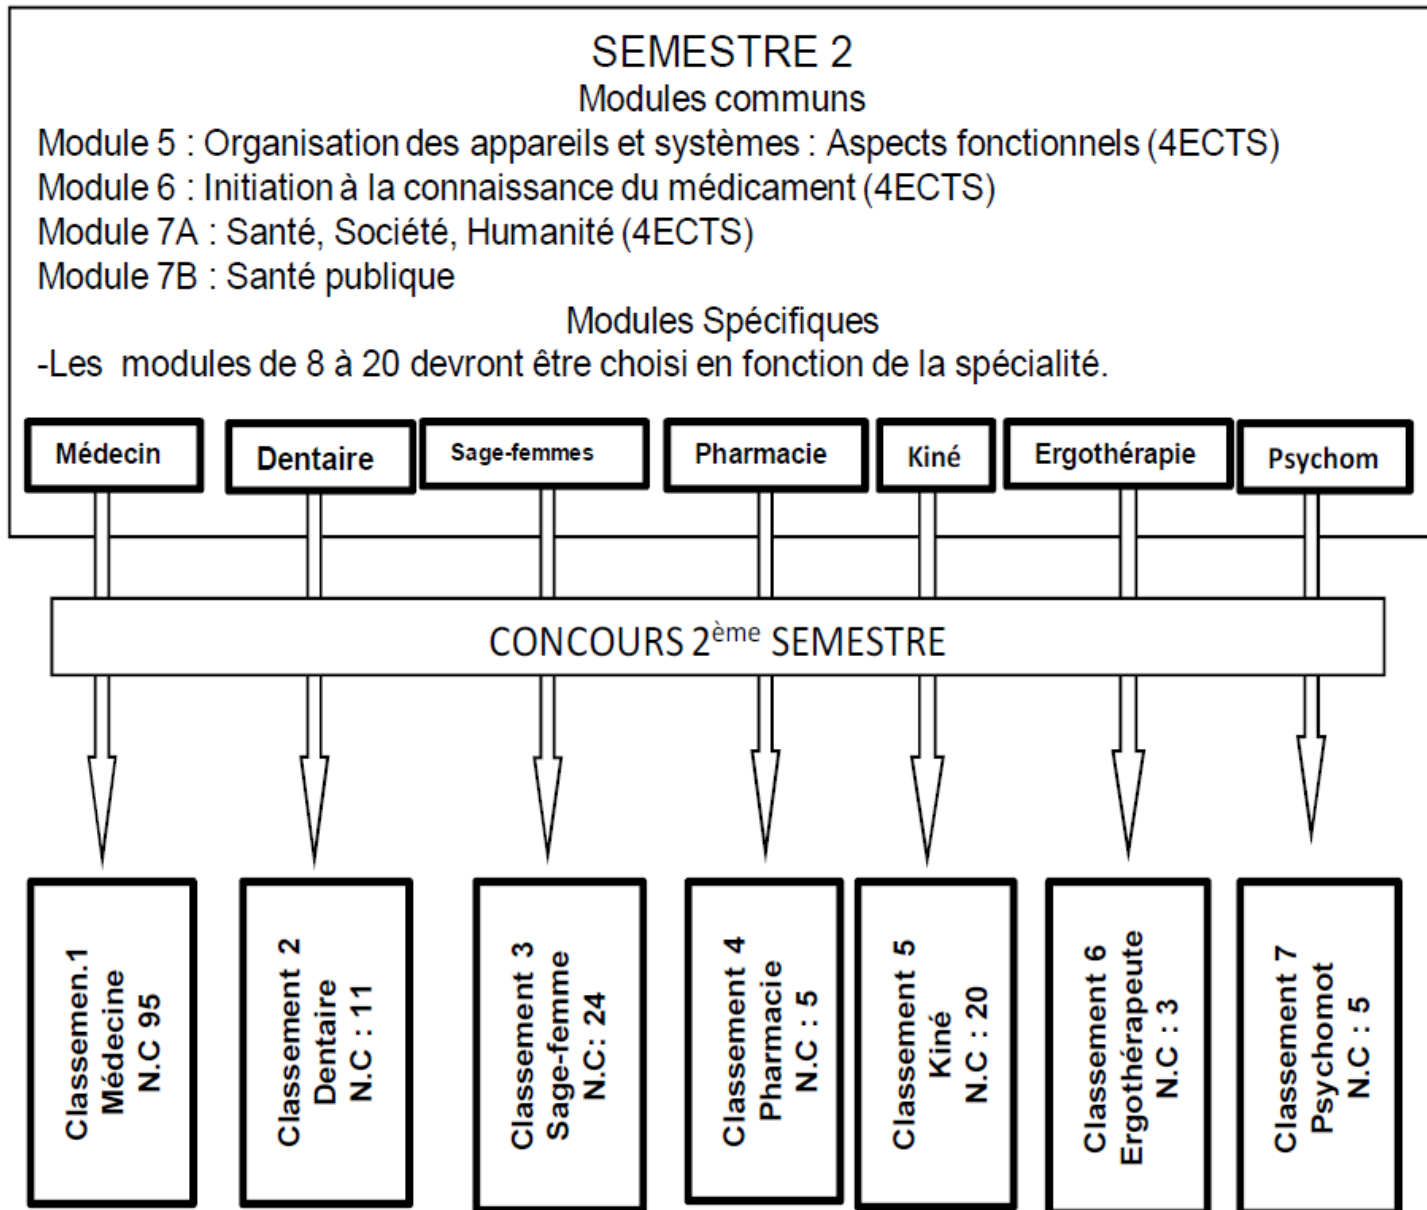 SEMESTRE 2
Modules communs
Module 5 : Organisation des appareils et systèmes : Aspects fonctionnels (4ECTS)
Module 6 : Initiation à la connaissance du médicament (4ECTS)
Module 7A : Santé, Société, Humanité (4ECTS)
Module 7B : Santé publique
Modules Spécifiques
-Les modules de 8 à 20 devront être choisi en fonction de la spécialité.
Médecin
Dentaire
Sage-femmes
Pharmacie
Kiné
Ergothérapie
Psychom
CONCOURS 2ème SEMESTRE
Classemen.1
Médecine
N.C 95
Classement 2
Dentaire
N.C : 11
Classement 3
Sage-femme
N.C: 24
Classement 4
Pharmacie
N.C : 5
Classement 5
Kiné
N.C : 20
Classement 6
Ergothérapeute
N.C : 3
Classement 7
Psychomot
N.C : 5